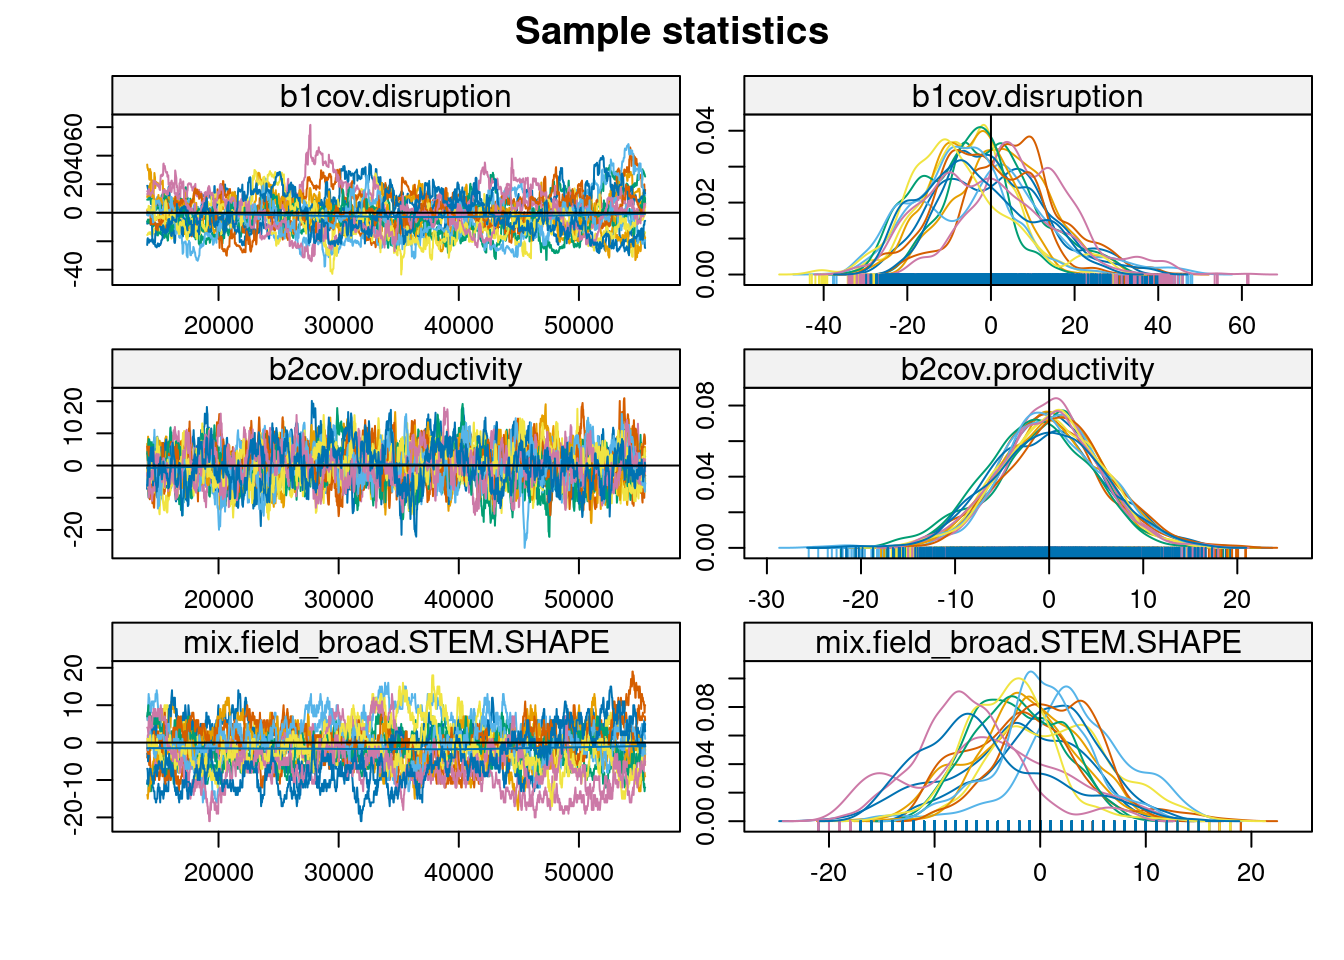 Sample statistics
b1cov.disruption
b1cov.disruption
-40 0 20 40 60
20000 30000 40000 50000
0.00 0.02 0.04
-40 -20 0 20 40 60
b2cov.productivity
b2cov.productivity
-20 0 10 20
20000 30000 40000 50000
0.00 0.04 0.08
-30 -20 -10 0 10 20
mix.field_broad.STEM.SHAPE
mix.field_broad.STEM.SHAPE
-20 -10 0 10 20
20000 30000 40000 50000
0.00 0.04 0.08
-20 -10 0 10 20